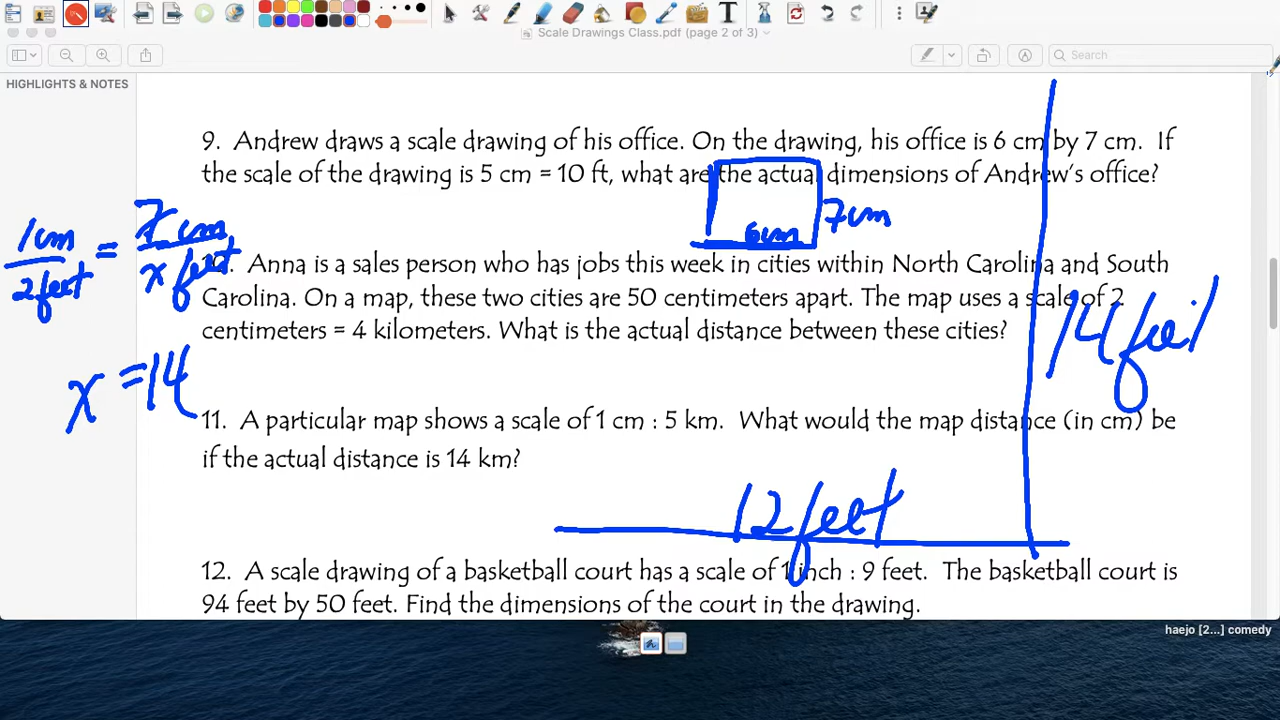 Scale Drawings Class.pdf (page 2 of 3)
Search
HIGHLIGHTS & NOTES
9. Andrew draws a scale drawing of his office. On the drawing, his office is 6 cm by 7 cm. If
the scale of the drawing is 5 cm = 10 ft, what are the actual dimensions of Andrew's office?
7cm
6cm
1cm = 7cm
2feet x feet
10. Anna is a sales person who has jobs this week in cities within North Carolina and South
Carolina. On a map, these two cities are 50 centimeters apart. The map uses a scale of 2
centimeters = 4 kilometers. What is the actual distance between these cities?
14 feet
x = 14
11. A particular map shows a scale of 1 cm : 5 km. What would the map distance (in cm) be
if the actual distance is 14 km?
12 feet
12. A scale drawing of a basketball court has a scale of 1 inch : 9 feet. The basketball court is
94 feet by 50 feet. Find the dimensions of the court in the drawing.
haejo [2...] comedy